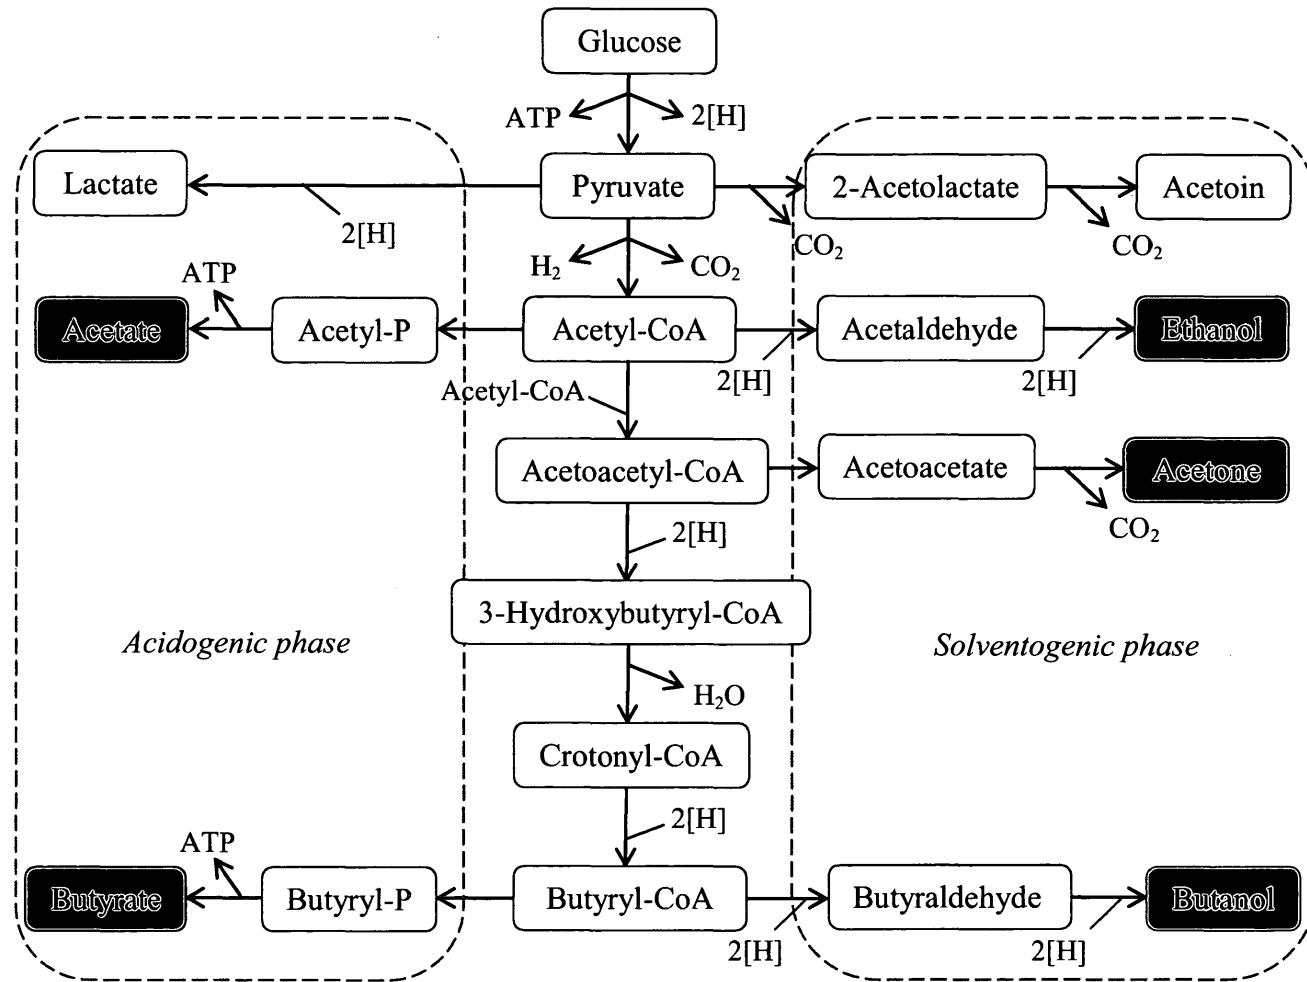 Glucose
ATP
2[H]
Lactate
Pyruvate
2-Acetolactate
Acetoin
2[H]
CO₂
CO₂
ATP
H₂
CO₂
Acetate
Acetyl-P
Acetyl-CoA
Acetaldehyde
Ethanol
2[H]
2[H]
Acetyl-CoA
Acetoacetyl-CoA
Acetoacetate
Acetone
2[H]
CO₂
3-Hydroxybutyryl-CoA
Acidogenic phase
Solventogenic phase
H₂O
Crotonyl-CoA
2[H]
ATP
Butyrate
Butyryl-P
Butyryl-CoA
Butyraldehyde
Butanol
2[H]
2[H]